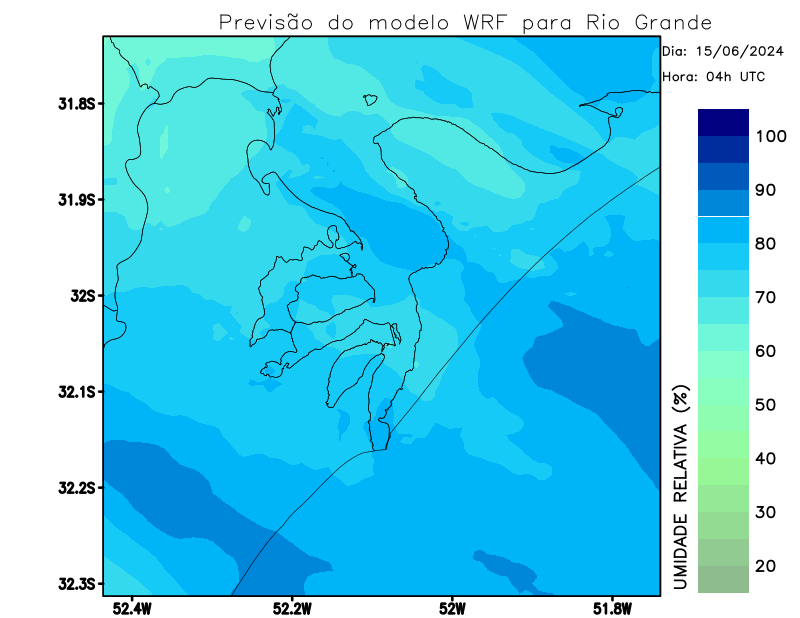 Previsão do modelo WRF para Rio Grande
Dia: 15/06/2024
Hora: 04h UTC
31.8S
31.9S
32S
32.1S
32.2S
32.3S
52.4W
52.2W
52W
51.8W
100
90
80
70
60
50
40
30
20
UMIDADE RELATIVA (%)